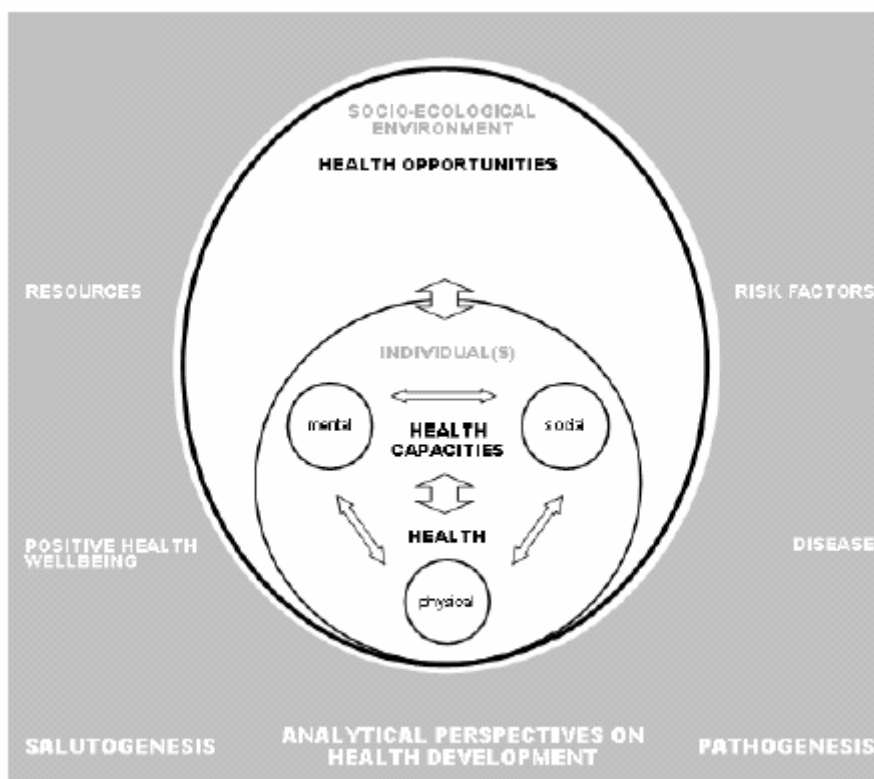 SOCIO-ECOLOGICAL
ENVIRONMENT
HEALTH OPPORTUNITIES
RESOURCES
RISK FACTORS
INDIVIDUAL(S)
mental
social
HEALTH
CAPACITIES
HEALTH
POSITIVE HEALTH
WELLBEING
DISEASE
physical
SALUTOGENESIS
ANALYTICAL PERSPECTIVES ON
HEALTH DEVELOPMENT
PATHOGENESIS